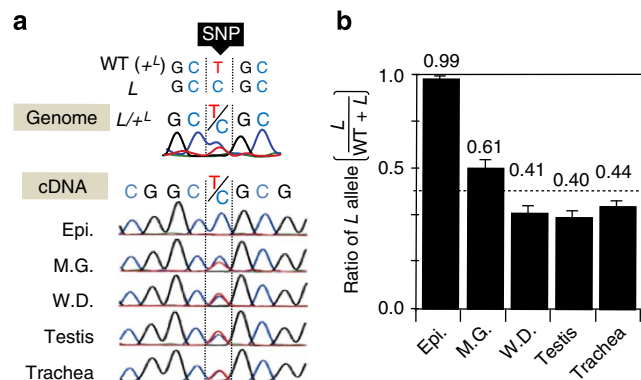 a
SNP
WT (+L) G C T G C
L G C C G C
Genome L/+L G C T/C G C
cDNA C G G C T/C G C G
Epi.
M.G.
W.D.
Testis
Trachea
b
Ratio of L allele [L / WT + L]
1.0
0.5
0.0
0.99
0.61
0.41
0.40
0.44
Epi.
M.G.
W.D.
Testis
Trachea